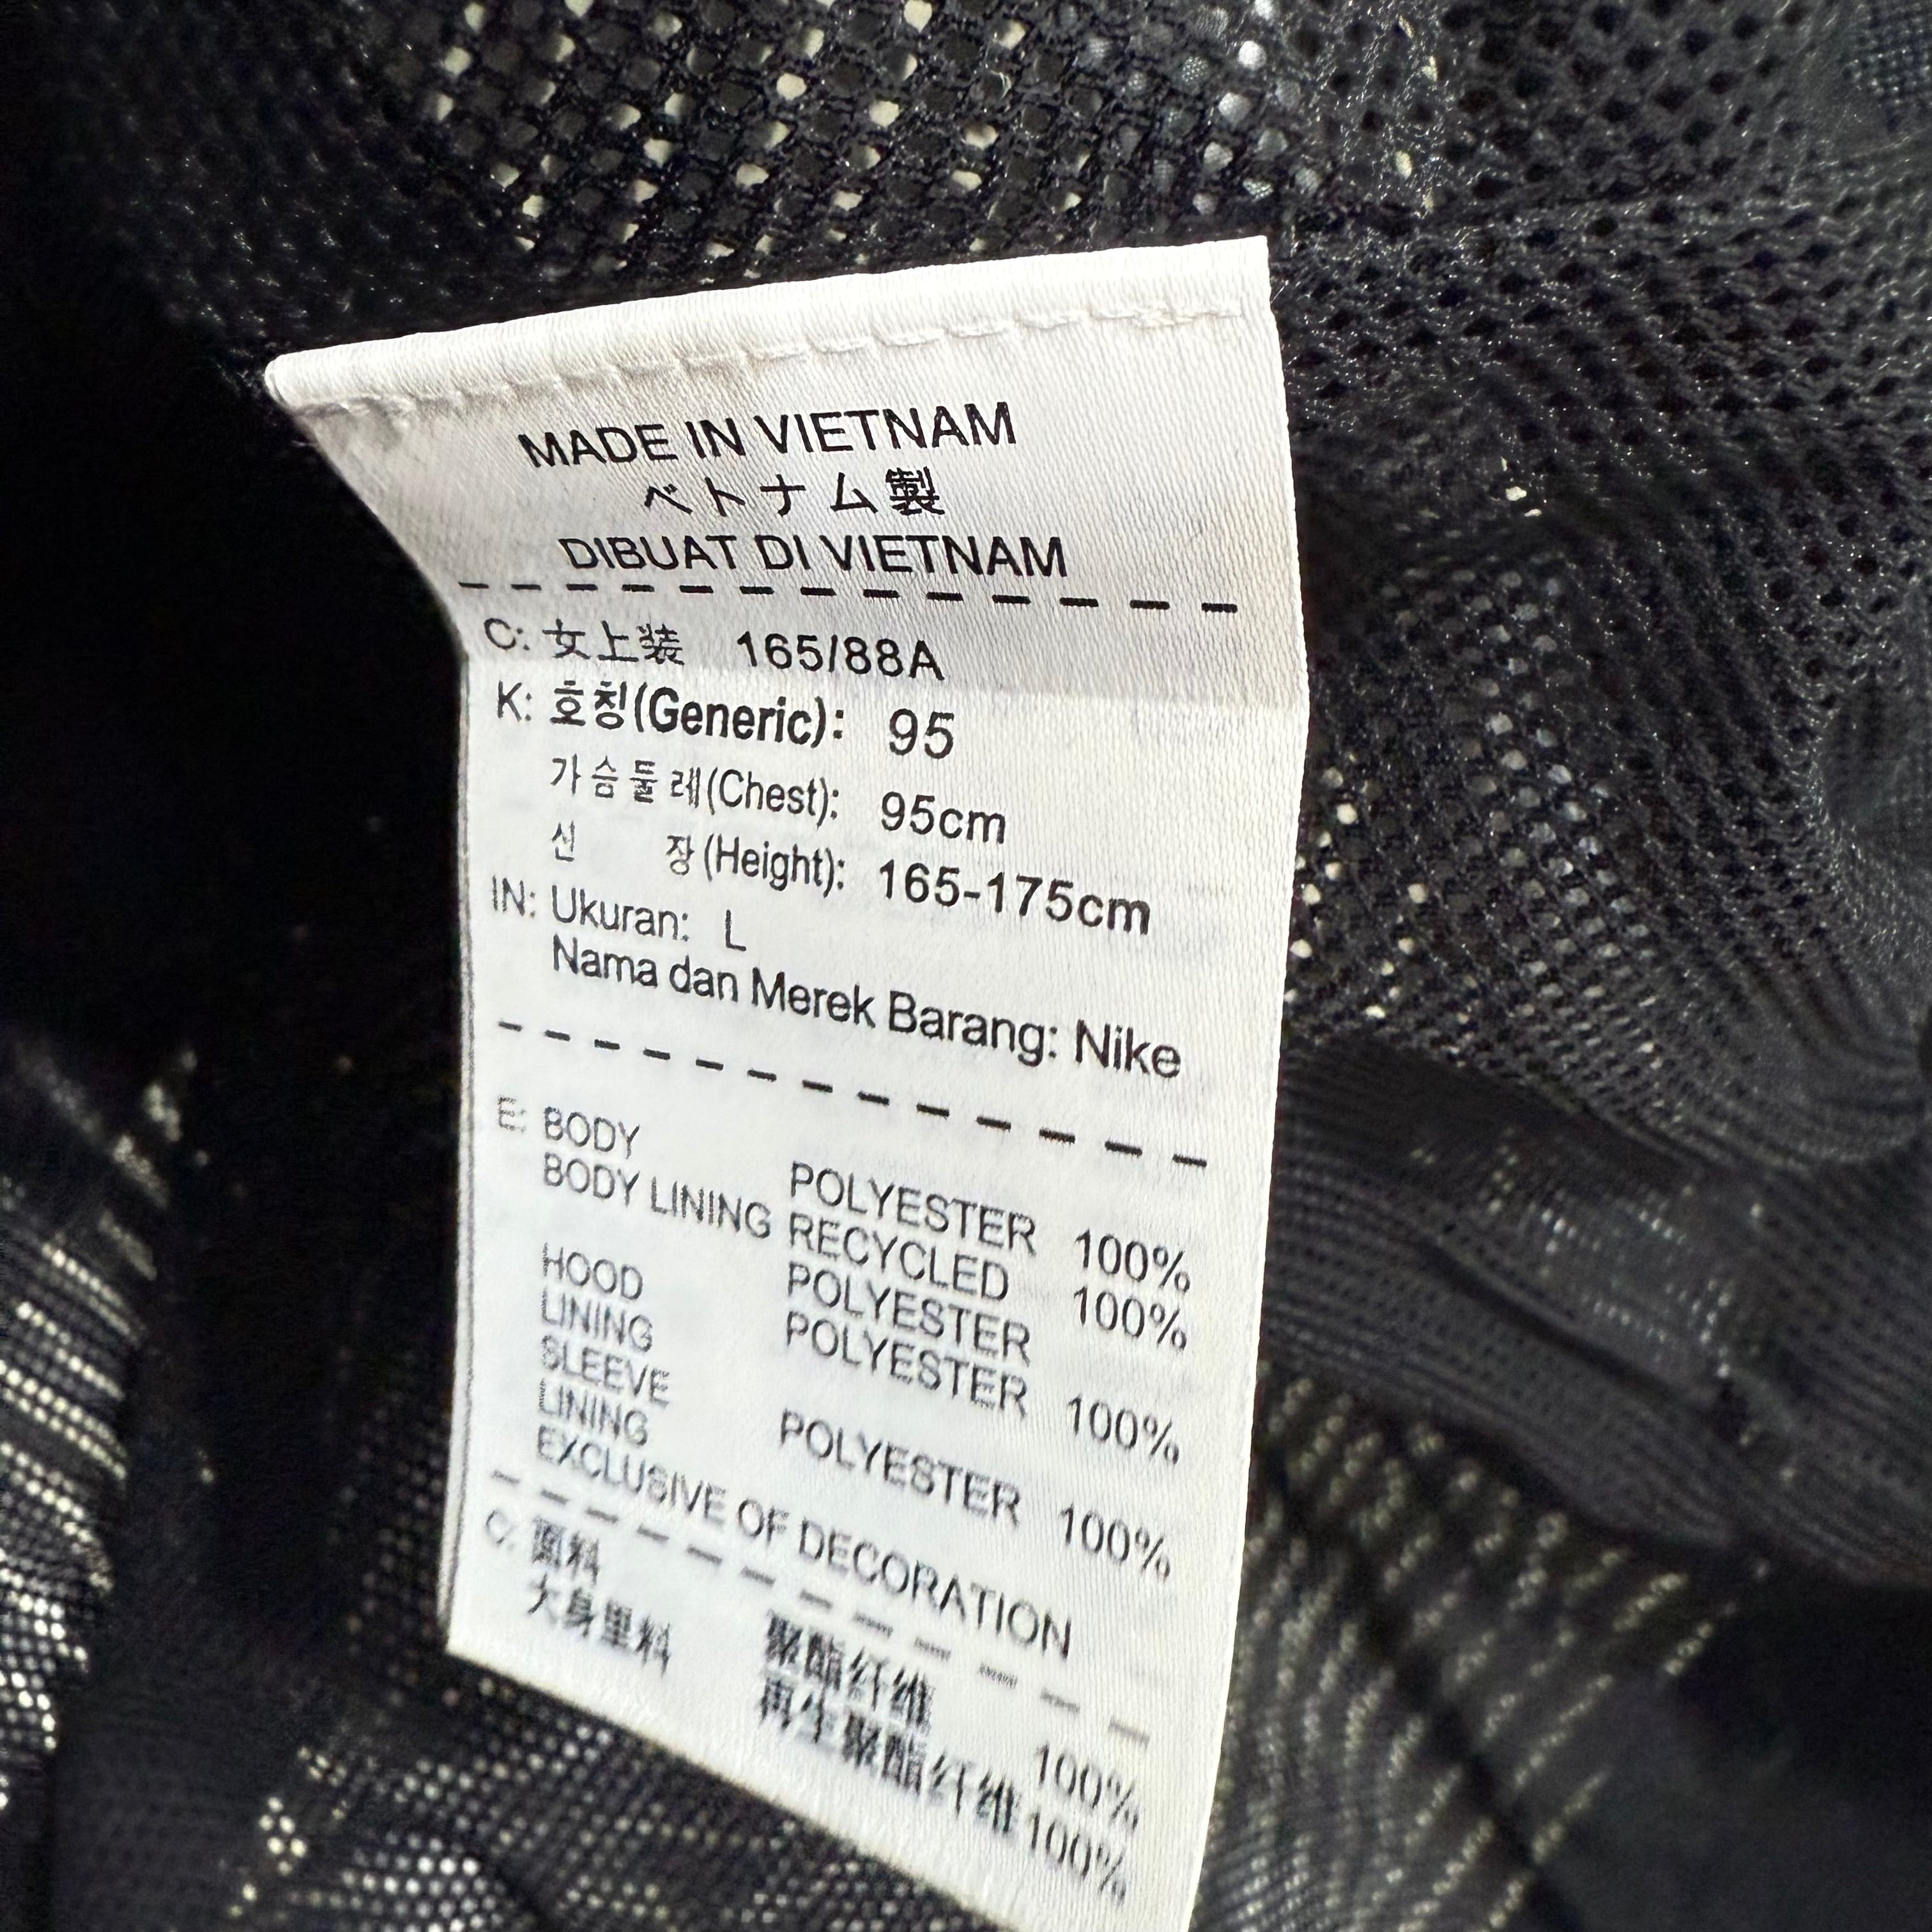 MADE IN VIETNAM
ベトナム製
DIBUAT DI VIETNAM
C: 女上装 165/88A
K: 호칭(Generic): 95
가슴둘레(Chest): 95cm
신 장(Height): 165-175cm
IN: Ukuran: L
Nama dan Merek Barang: Nike
E: BODY POLYESTER 100%
BODY LINING RECYCLED 100%
POLYESTER
HOOD POLYESTER 100%
LINING
SLEEVE POLYESTER 100%
LINING
EXCLUSIVE OF DECORATION
C: 面料 聚酯纤维 100%
大身里料 再生聚酯纤维 100%